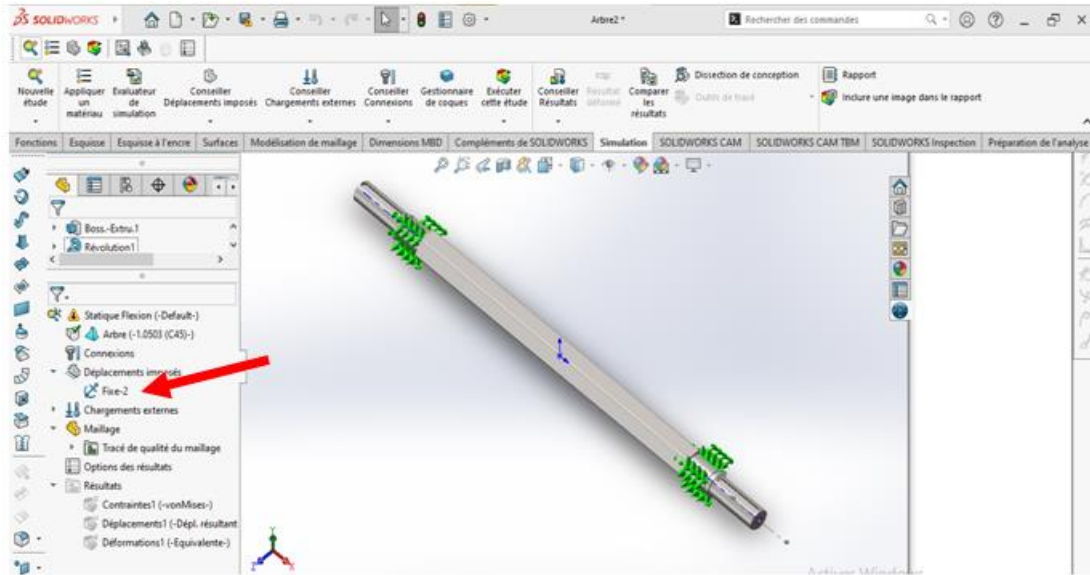 SOLIDWORKS
Arbre2 *
Rechercher des commandes
Nouvelle étude
Appliquer un matériau
Evaluateur de simulation
Conseiller Déplacements imposés
Conseiller Chargements externes
Conseiller Connexions
Gestionnaire de coques
Exécuter cette étude
Conseiller Résultats
Résultat déformé
Comparer les résultats
Dissection de conception
Outils de tracé
Rapport
Inclure une image dans le rapport
Fonctions Esquisse Esquisse à l'encre Surfaces Modélisation de maillage Dimensions MBD Compléments de SOLIDWORKS Simulation SOLIDWORKS CAM SOLIDWORKS CAM TBM SOLIDWORKS Inspection Préparation de l'analyse
Boss.-Extru.1
Révolution1
Statique Flexion (-Default-)
Arbre (-1.0503 (C45)-)
Connexions
Déplacements imposés
Fixe-2
Chargements externes
Maillage
Tracé de qualité du maillage
Options des résultats
Résultats
Contraintes1 (-vonMises-)
Déplacements1 (-Dépl. résultant
Déformations1 (-Equivalente-)
Activer Windows